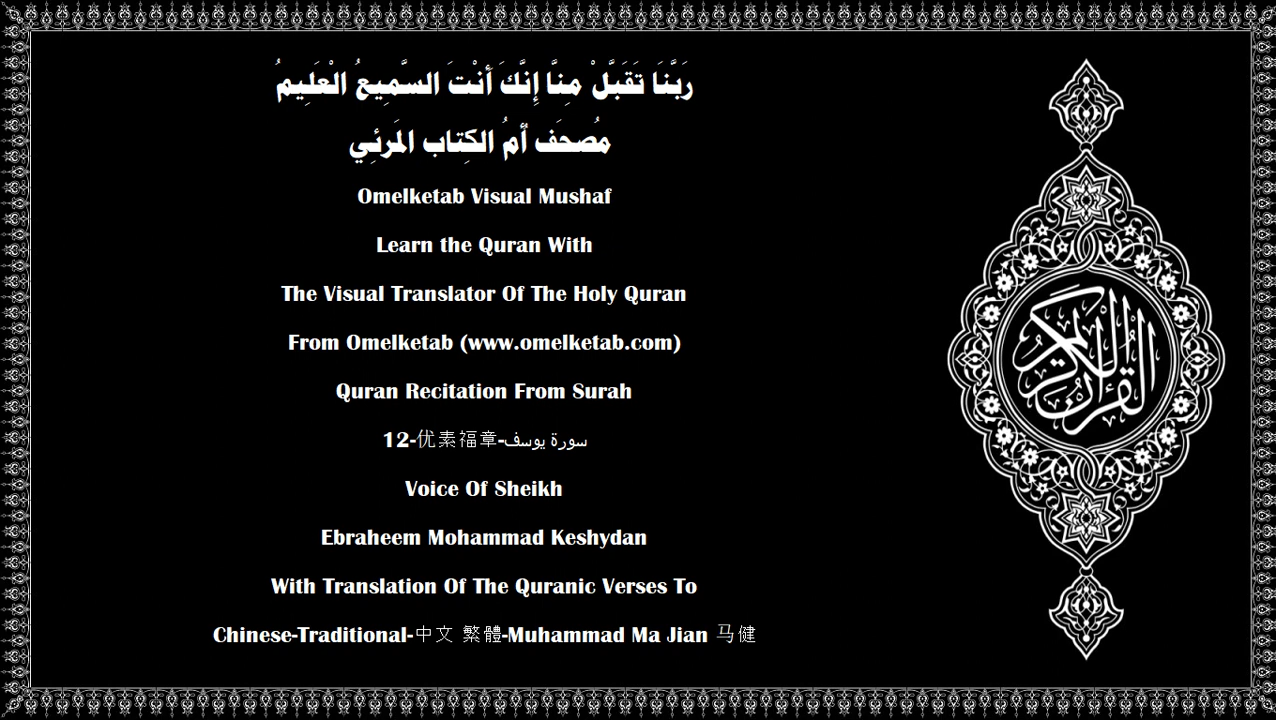 رَبَّنَا تَقَبَّلْ مِنَّا إِنَّكَ أَنْتَ السَّمِيعُ الْعَلِيمُ
مُصحَف أُمُ الكِتاب المَرئِي
Omelketab Visual Mushaf
Learn the Quran With
The Visual Translator Of The Holy Quran
From Omelketab (www.omelketab.com)
Quran Recitation From Surah
12-优素福章-سورة يوسف
Voice Of Sheikh
Ebraheem Mohammad Keshydan
With Translation Of The Quranic Verses To
Chinese-Traditional-中文 繁體-Muhammad Ma Jian 马健
القرآن الكريم